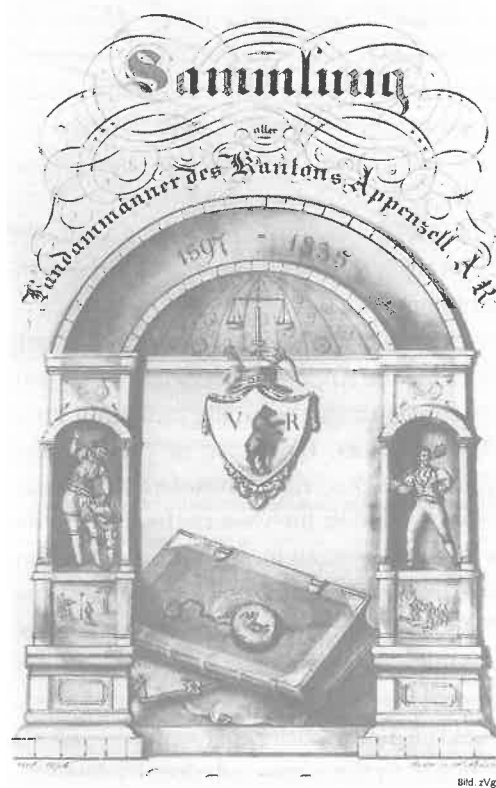 Sammlung
aller
Landammänner des Kantons Appenzell A. R.
1597 - 1835
V R
Bild. zVg